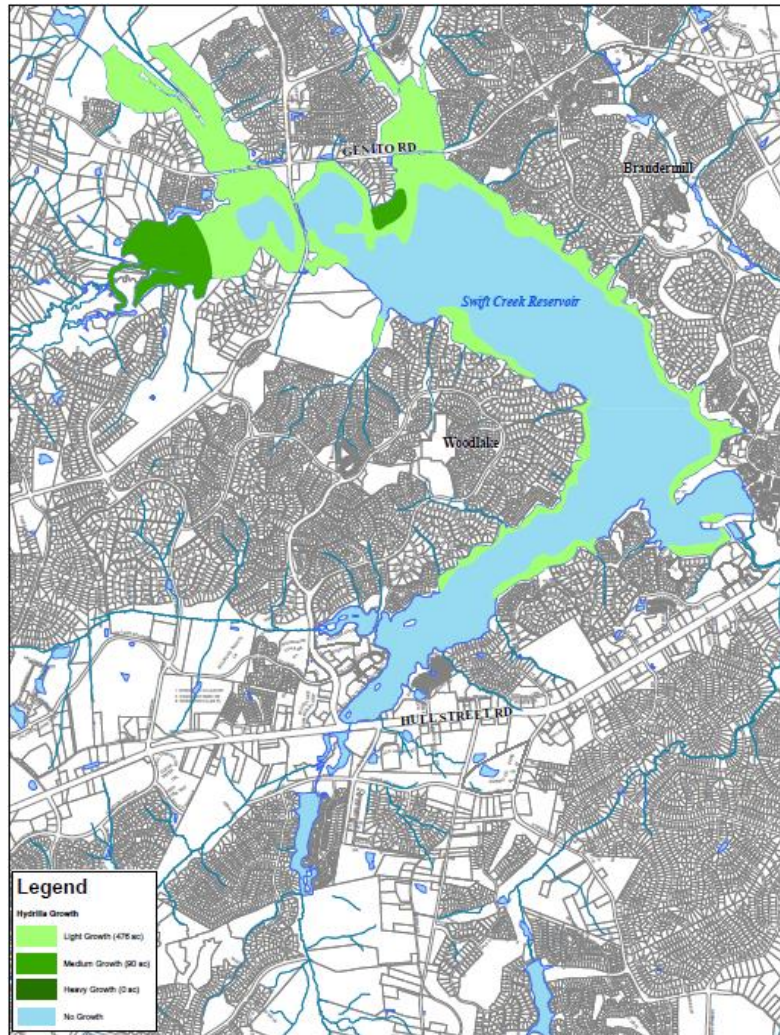 GENITO RD
Brandermill
Swift Creek Reservoir
Woodlake
HULL STREET RD
Legend
Hydrilla Growth
Light Growth (476 ac)
Medium Growth (90 ac)
Heavy Growth (0 ac)
No Growth